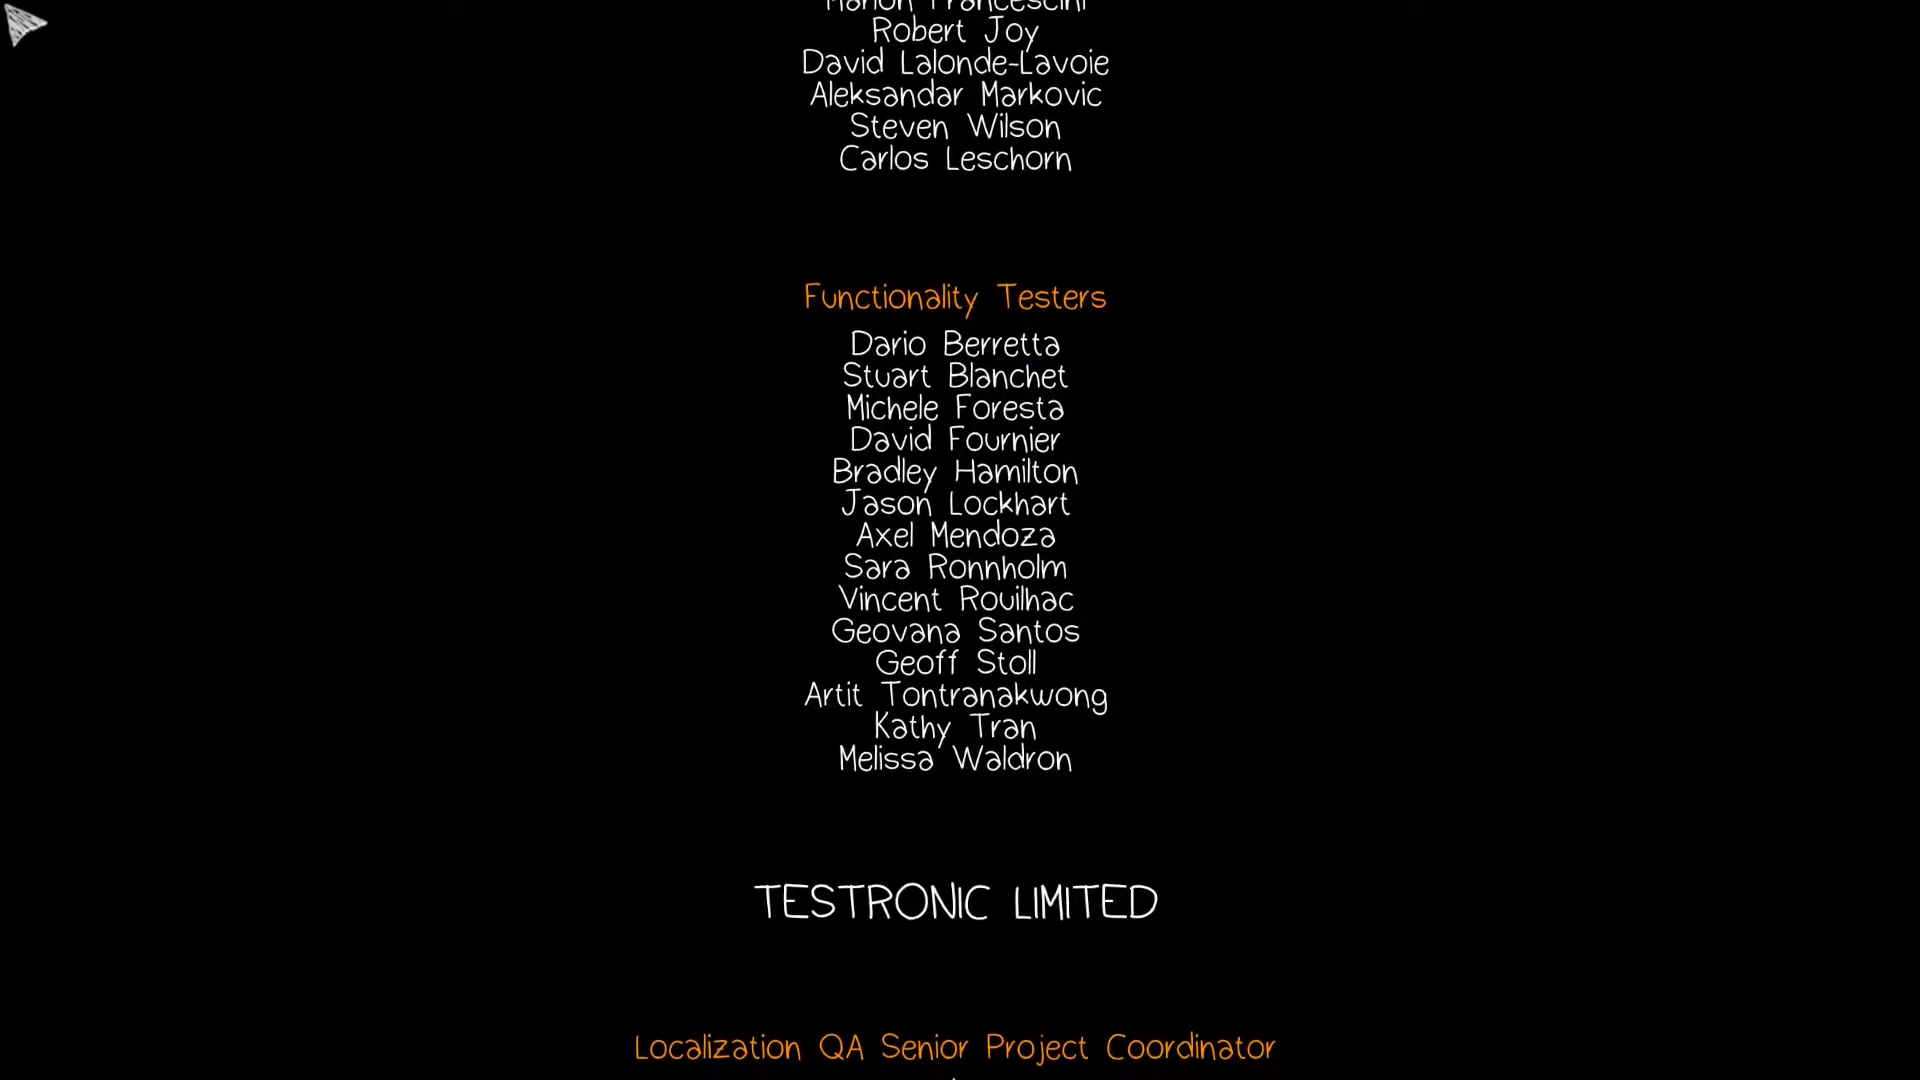 Marion Francescini
Robert Joy
David Lalonde-Lavoie
Aleksandar Markovic
Steven Wilson
Carlos Leschorn
Functionality Testers
Dario Berretta
Stuart Blanchet
Michele Foresta
David Fournier
Bradley Hamilton
Jason Lockhart
Axel Mendoza
Sara Ronnholm
Vincent Rouilhac
Geovana Santos
Geoff Stoll
Artit Tontranakwong
Kathy Tran
Melissa Waldron
TESTRONIC LIMITED
Localization QA Senior Project Coordinator